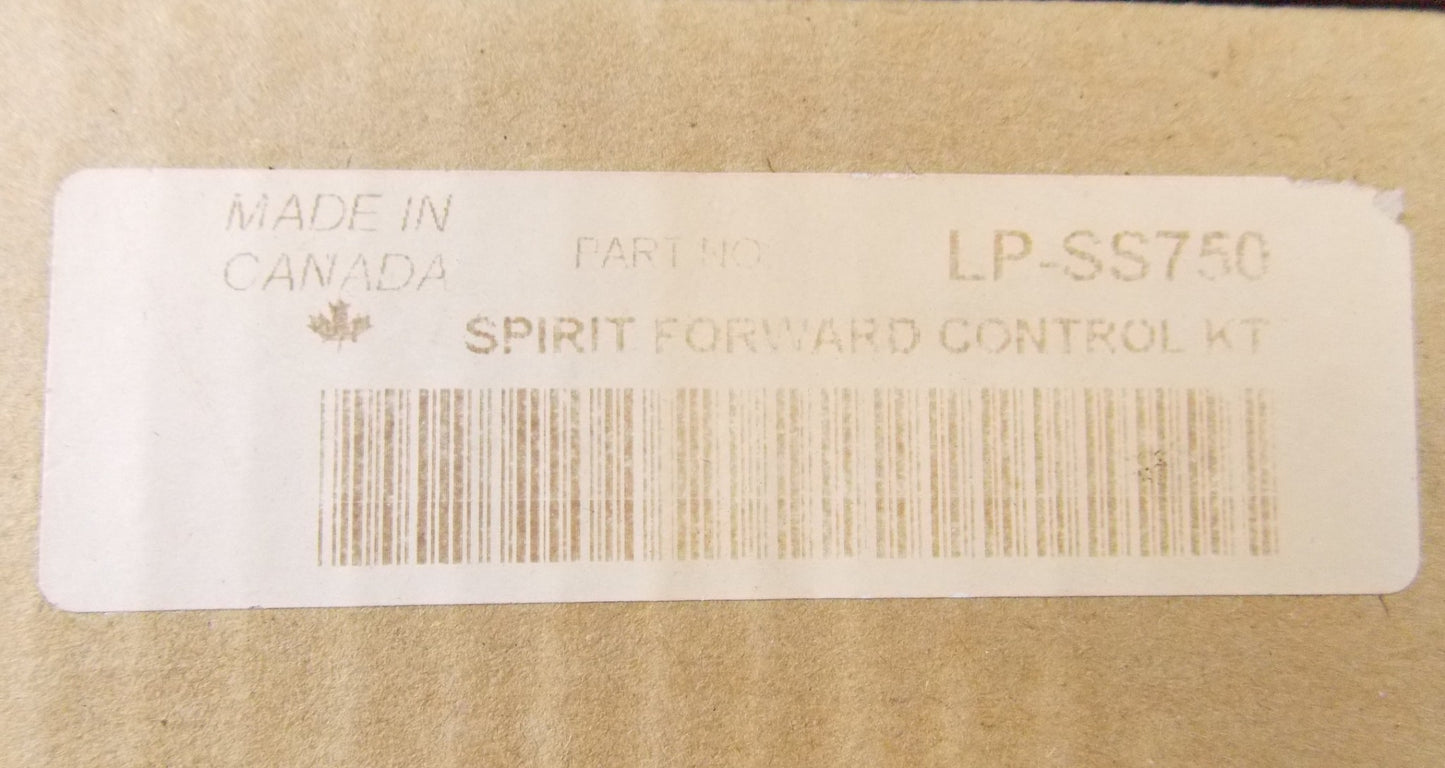 MADE IN
CANADA
PART NO.
LP-SS750
SPIRIT FORWARD CONTROL KT